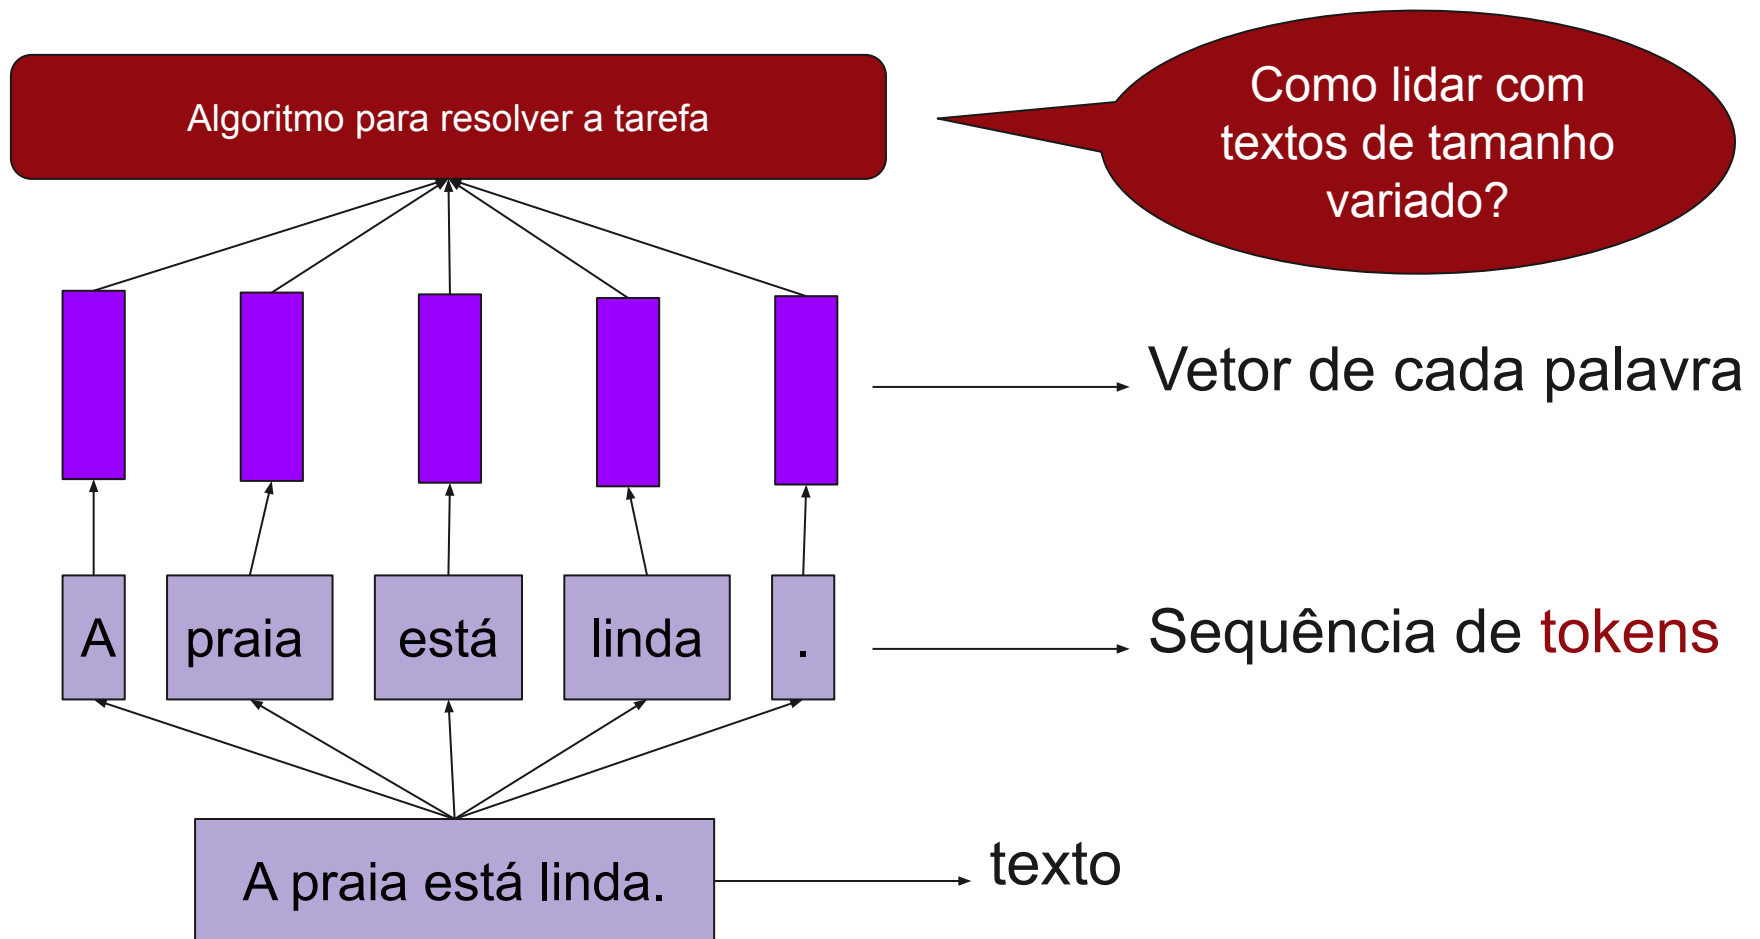 Algoritmo para resolver a tarefa
Como lidar com
textos de tamanho
variado?
Vetor de cada palavra
A praia está linda .
Sequência de tokens
A praia está linda.
texto